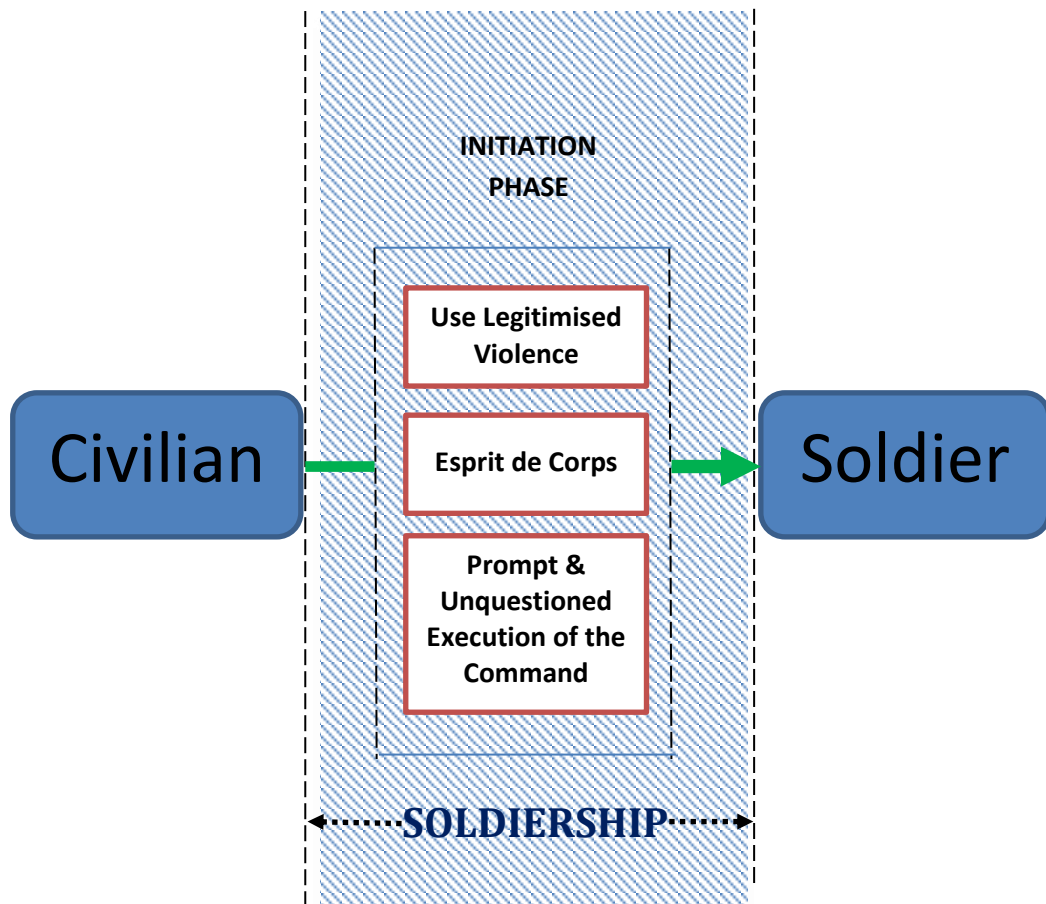 INITIATION
PHASE
Use Legitimised
Violence
Civilian
Esprit de Corps
Soldier
Prompt &
Unquestioned
Execution of the
Command
SOLDIERSHIP